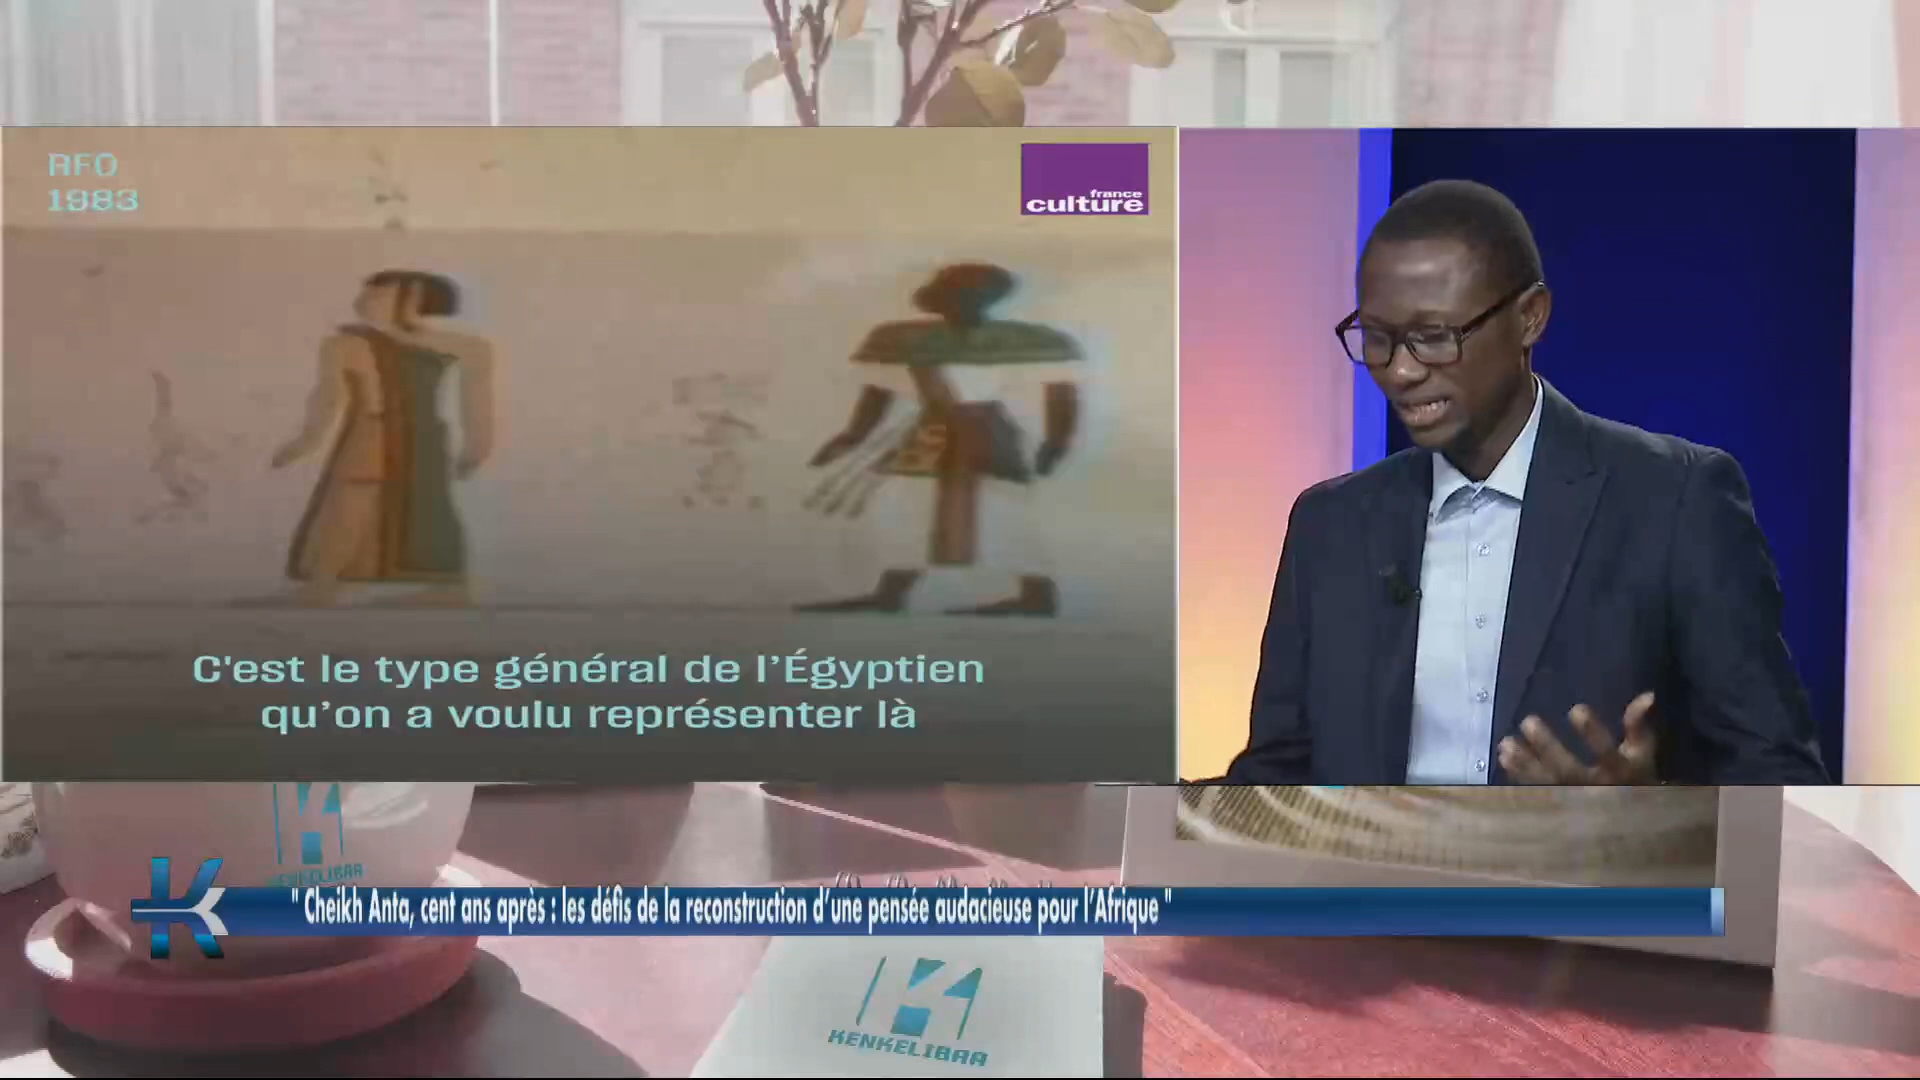 RFO
1983
france
culture
C'est le type général de l'Égyptien
qu'on a voulu représenter là
K
KENKELIBAA
K
" Cheikh Anta, cent ans après : les défis de la reconstruction d'une pensée audacieuse pour l'Afrique "
K
KENKELIBAA